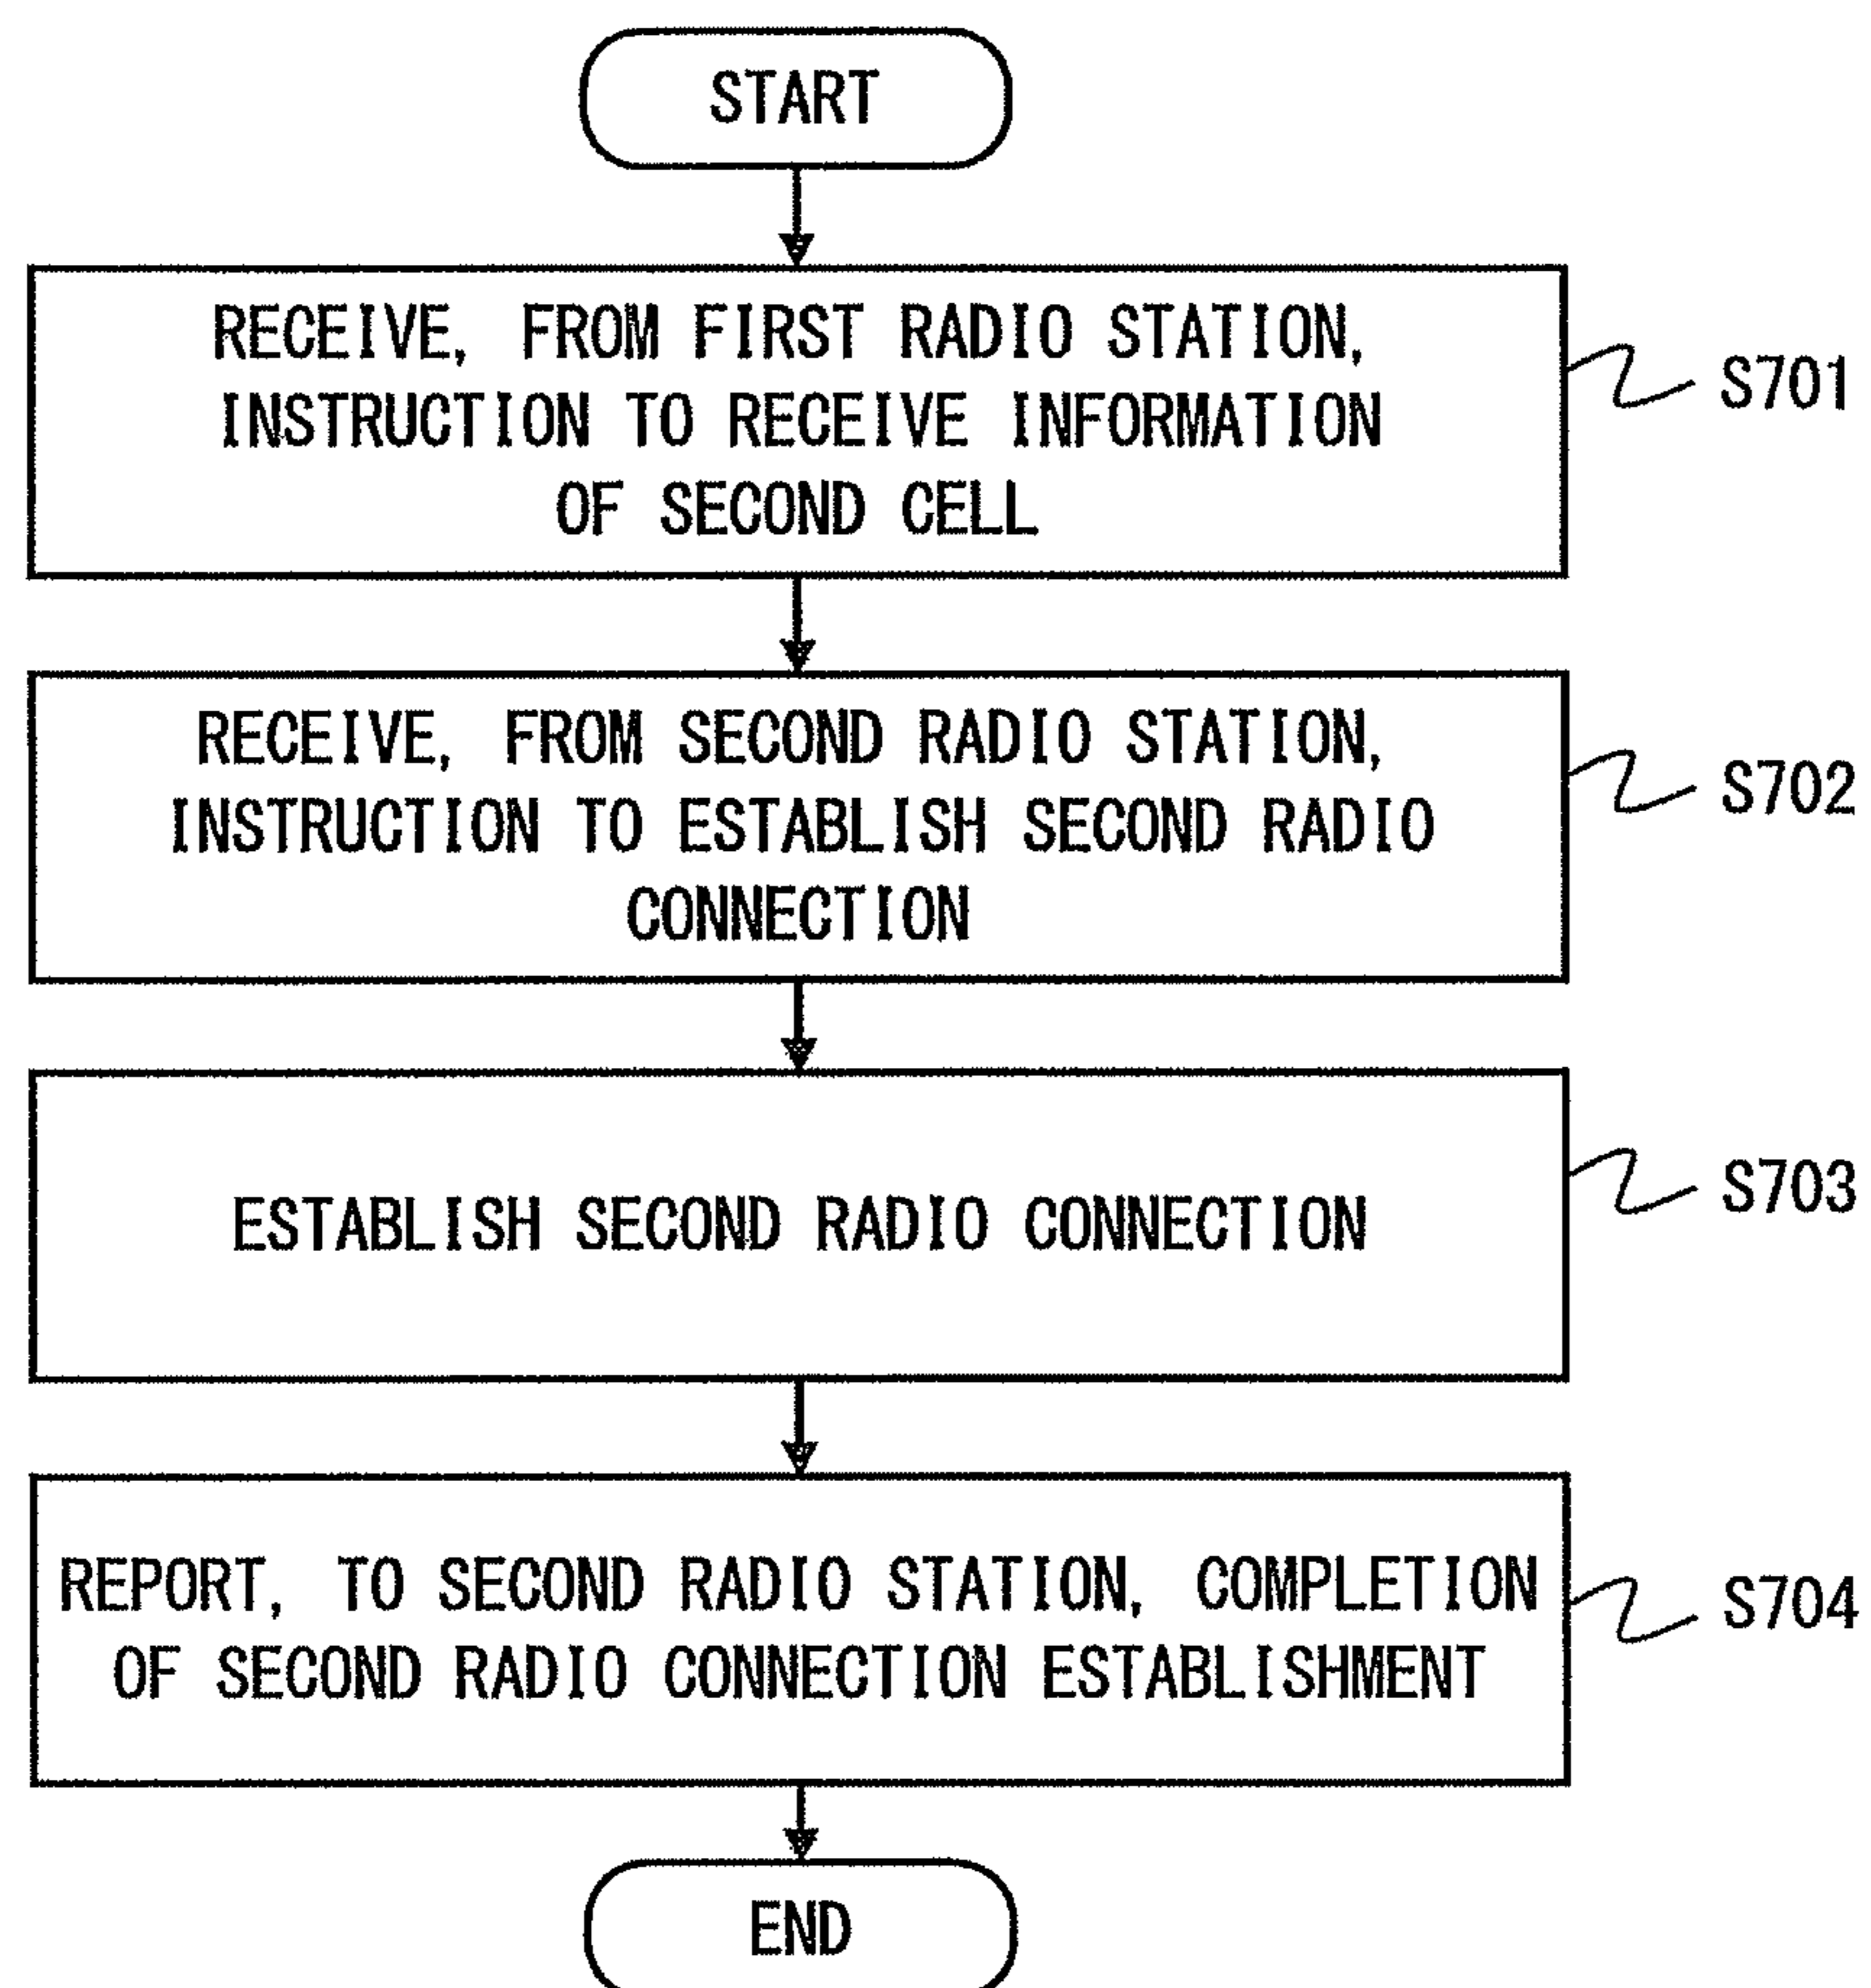 START
RECEIVE, FROM FIRST RADIO STATION,
INSTRUCTION TO RECEIVE INFORMATION
OF SECOND CELL
S701
RECEIVE, FROM SECOND RADIO STATION,
INSTRUCTION TO ESTABLISH SECOND RADIO
CONNECTION
S702
ESTABLISH SECOND RADIO CONNECTION
S703
REPORT, TO SECOND RADIO STATION, COMPLETION
OF SECOND RADIO CONNECTION ESTABLISHMENT
S704
END